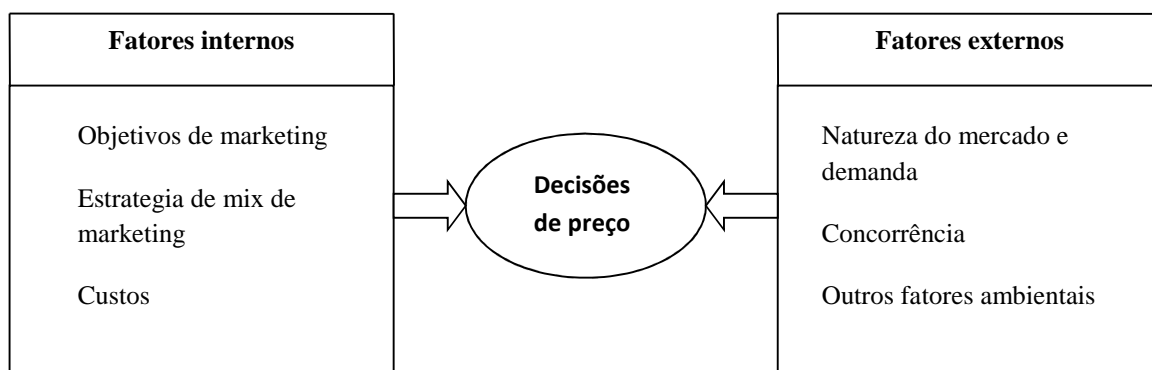 Fatores internos
Objetivos de marketing
Estrategia de mix de
marketing
Custos
Decisões
de preço
Fatores externos
Natureza do mercado e
demanda
Concorrência
Outros fatores ambientais